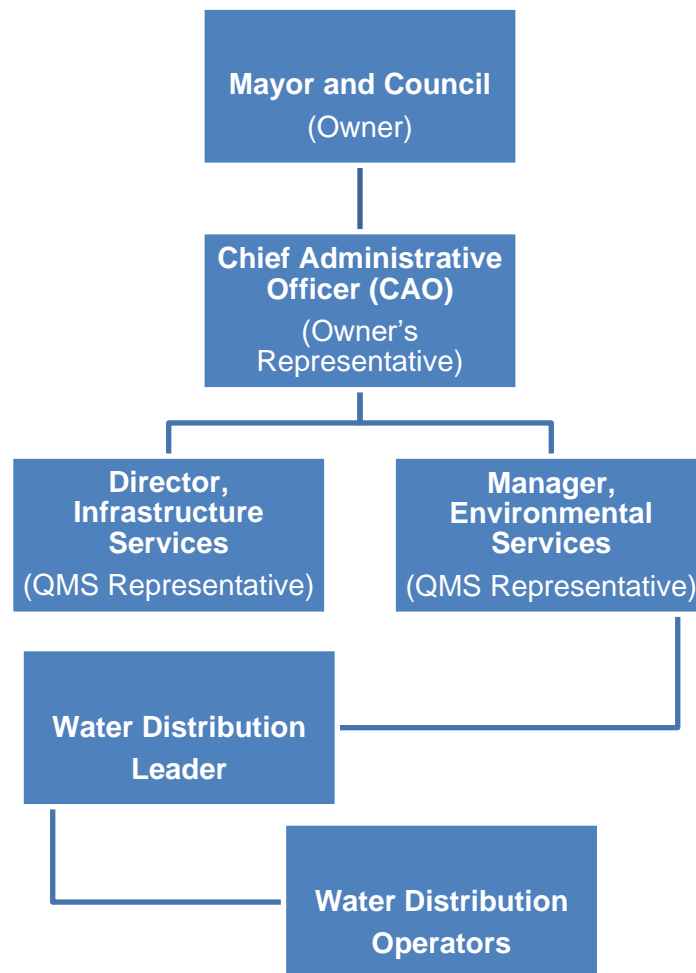 Mayor and Council
(Owner)
Chief Administrative
Officer (CAO)
(Owner’s
Representative)
Director,
Infrastructure
Services
(QMS Representative)
Manager,
Environmental
Services
(QMS Representative)
Water Distribution
Leader
Water Distribution
Operators